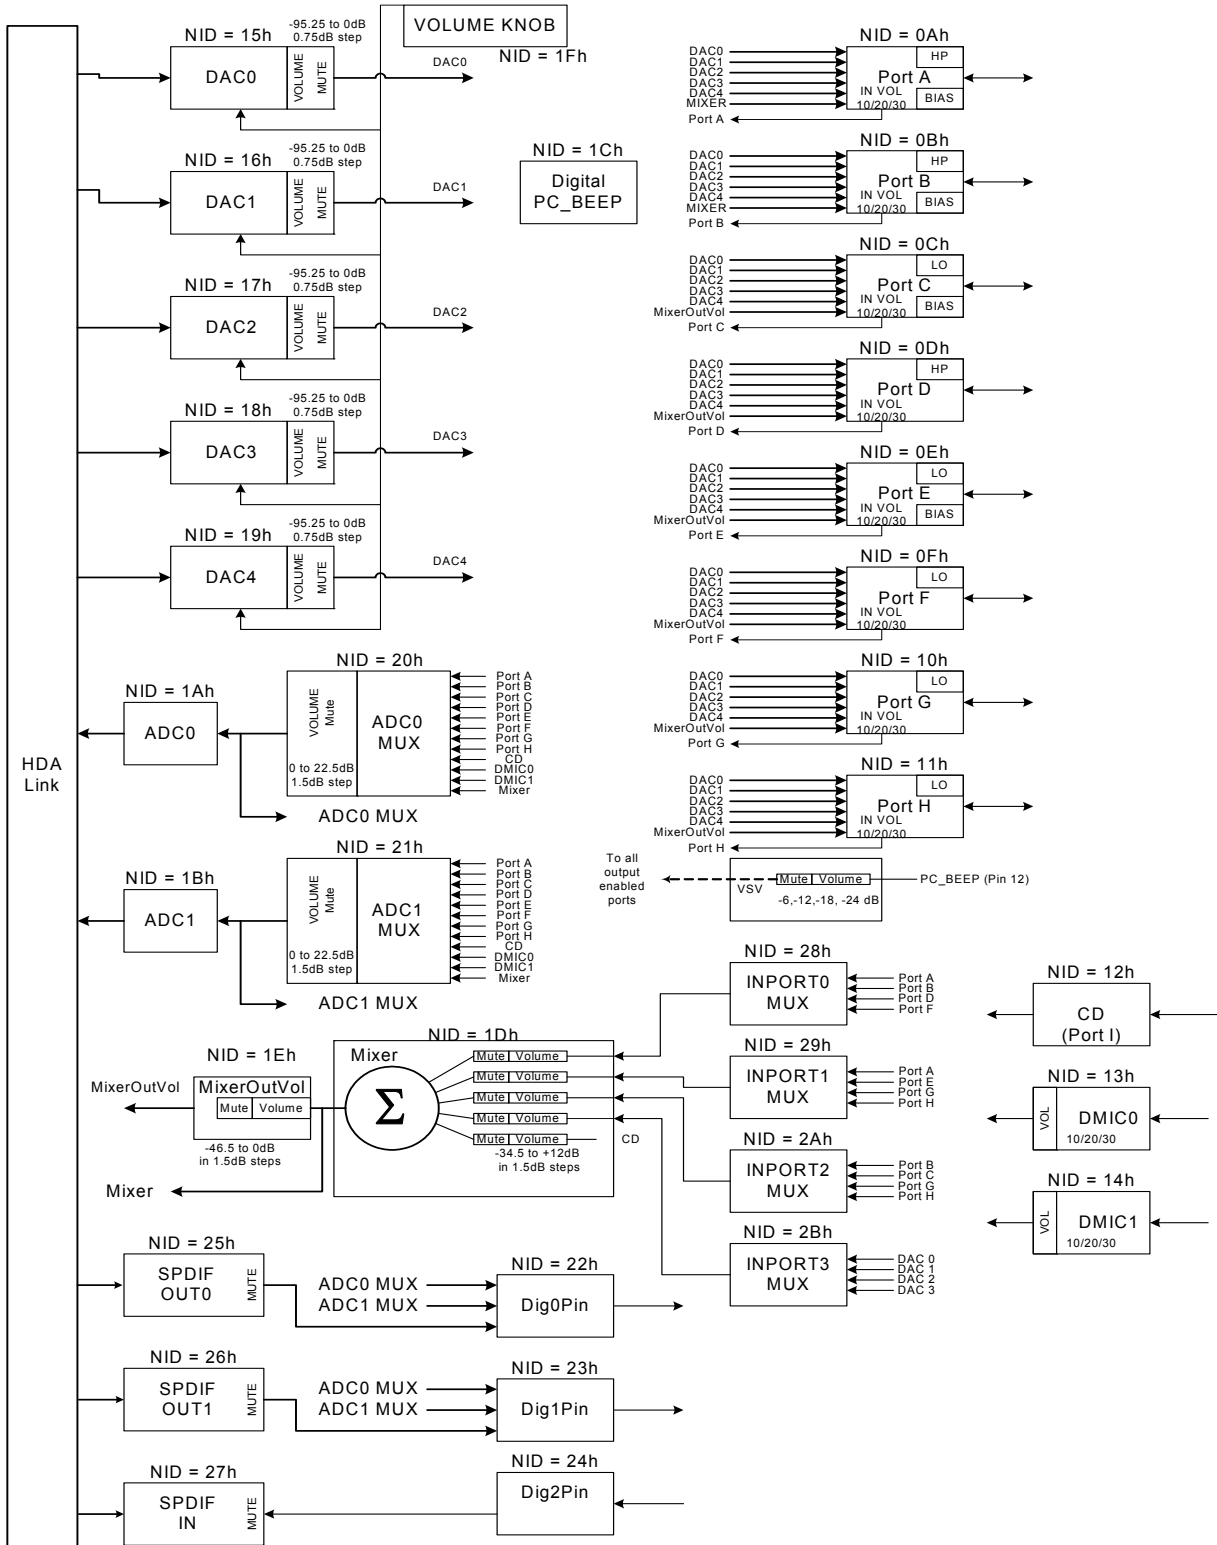 HDA
Link
VOLUME KNOB
NID = 1Fh
NID = 15h
-95.25 to 0dB
0.75dB step
DAC0
VOLUME
MUTE
DAC0
NID = 16h
-95.25 to 0dB
0.75dB step
DAC1
VOLUME
MUTE
DAC1
NID = 17h
-95.25 to 0dB
0.75dB step
DAC2
VOLUME
MUTE
DAC2
NID = 18h
-95.25 to 0dB
0.75dB step
DAC3
VOLUME
MUTE
DAC3
NID = 19h
-95.25 to 0dB
0.75dB step
DAC4
VOLUME
MUTE
DAC4
NID = 1Ch
Digital
PC_BEEP
NID = 0Ah
DAC0
DAC1
DAC2
DAC3
DAC4
MIXER
Port A
HP
Port A
IN VOL
10/20/30
BIAS
NID = 0Bh
DAC0
DAC1
DAC2
DAC3
DAC4
MIXER
Port B
HP
Port B
IN VOL
10/20/30
BIAS
NID = 0Ch
DAC0
DAC1
DAC2
DAC3
DAC4
MixerOutVol
Port C
LO
Port C
IN VOL
10/20/30
BIAS
NID = 0Dh
DAC0
DAC1
DAC2
DAC3
DAC4
MixerOutVol
Port D
HP
Port D
IN VOL
10/20/30
NID = 0Eh
DAC0
DAC1
DAC2
DAC3
DAC4
MixerOutVol
Port E
LO
Port E
IN VOL
10/20/30
BIAS
NID = 0Fh
DAC0
DAC1
DAC2
DAC3
DAC4
MixerOutVol
Port F
LO
Port F
IN VOL
10/20/30
NID = 10h
DAC0
DAC1
DAC2
DAC3
DAC4
MixerOutVol
Port G
LO
Port G
IN VOL
10/20/30
NID = 11h
DAC0
DAC1
DAC2
DAC3
DAC4
MixerOutVol
Port H
LO
Port H
IN VOL
10/20/30
NID = 1Ah
ADC0
NID = 20h
VOLUME
Mute
0 to 22.5dB
1.5dB step
ADC0
MUX
Port A
Port B
Port C
Port D
Port E
Port F
Port G
Port H
CD
DMIC0
DMIC1
Mixer
ADC0 MUX
NID = 1Bh
ADC1
NID = 21h
VOLUME
Mute
0 to 22.5dB
1.5dB step
ADC1
MUX
Port A
Port B
Port C
Port D
Port E
Port F
Port G
Port H
CD
DMIC0
DMIC1
Mixer
ADC1 MUX
To all
output
enabled
ports
VSV
Mute
Volume
-6,-12,-18, -24 dB
PC_BEEP (Pin 12)
NID = 28h
INPORT0
MUX
Port A
Port B
Port D
Port F
NID = 29h
INPORT1
MUX
Port A
Port E
Port G
Port H
NID = 2Ah
INPORT2
MUX
Port B
Port C
Port G
Port H
NID = 2Bh
INPORT3
MUX
DAC 0
DAC 1
DAC 2
DAC 3
NID = 12h
CD
(Port I)
NID = 13h
VOL
DMIC0
10/20/30
NID = 14h
VOL
DMIC1
10/20/30
NID = 1Dh
Mixer
Σ
Mute Volume
Mute Volume
Mute Volume
Mute Volume
Mute Volume
CD
-34.5 to +12dB
in 1.5dB steps
NID = 1Eh
MixerOutVol
MixerOutVol
Mute Volume
-46.5 to 0dB
in 1.5dB steps
Mixer
NID = 25h
SPDIF
OUT0
MUTE
ADC0 MUX
ADC1 MUX
NID = 22h
Dig0Pin
NID = 26h
SPDIF
OUT1
MUTE
ADC0 MUX
ADC1 MUX
NID = 23h
Dig1Pin
NID = 27h
SPDIF
IN
MUTE
NID = 24h
Dig2Pin